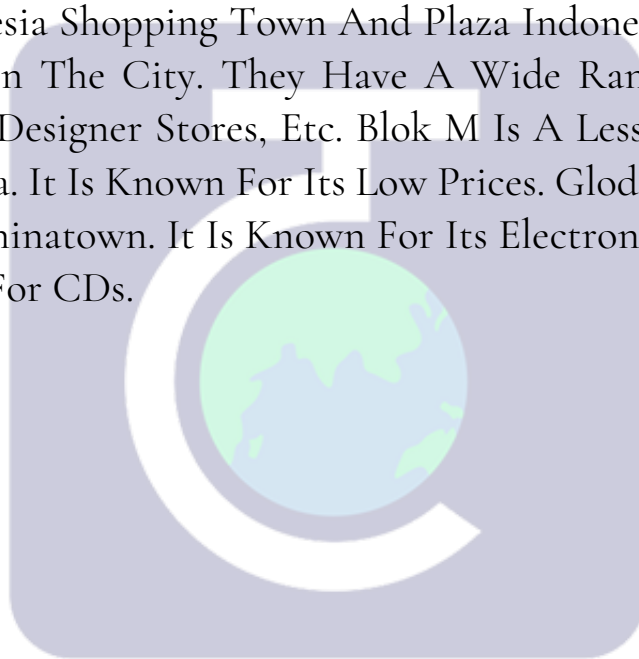 esia Shopping Town And Plaza Indone
n The City. They Have A Wide Ran
Designer Stores, Etc. Blok M Is A Less
a. It Is Known For Its Low Prices. Glod
hinatown. It Is Known For Its Electron
For CDs.